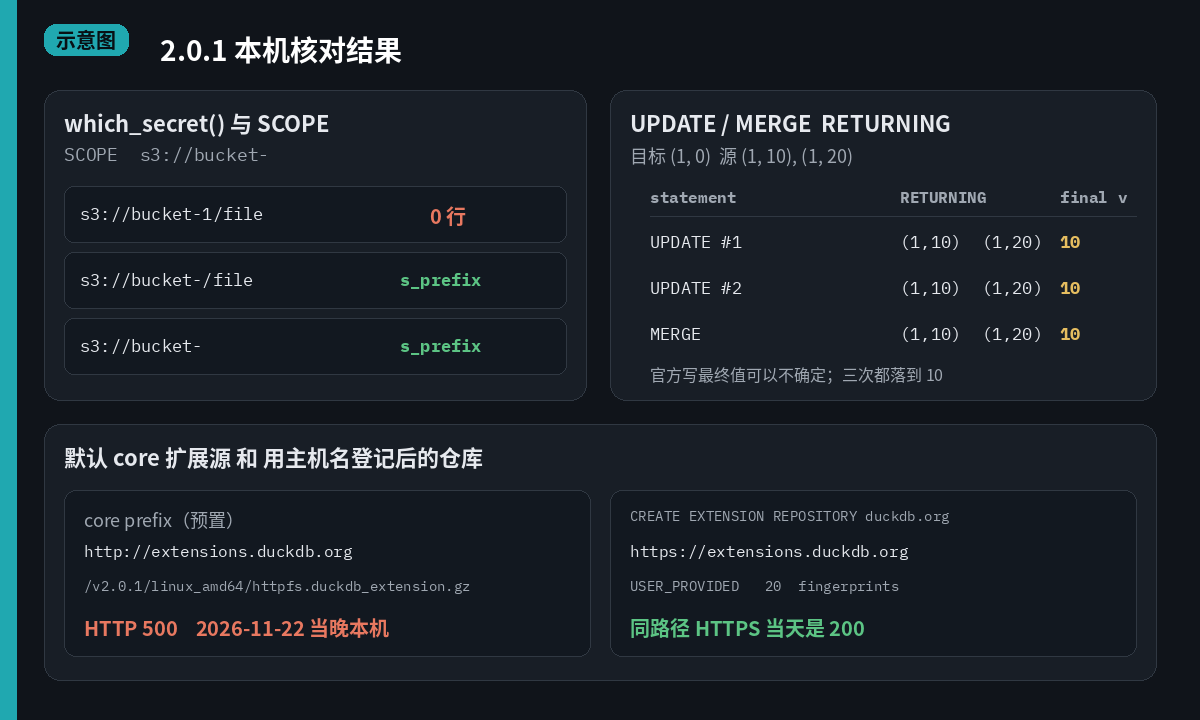 示意图
2.0.1 本机核对结果
which_secret() 与 SCOPE
SCOPE s3://bucket-
s3://bucket-1/file 0 行
s3://bucket-/file s_prefix
s3://bucket- s_prefix
UPDATE / MERGE RETURNING
目标 (1, 0) 源 (1, 10), (1, 20)
statement RETURNING final v
UPDATE #1 (1,10) (1,20) 10
UPDATE #2 (1,10) (1,20) 10
MERGE (1,10) (1,20) 10
官方写最终值可以不确定；三次都落到 10
默认 core 扩展源 和 用主机名登记后的仓库
core prefix（预置）
http://extensions.duckdb.org
/v2.0.1/linux_amd64/httpfs.duckdb_extension.gz
HTTP 500 2026-11-22 当晚本机
CREATE EXTENSION REPOSITORY duckdb.org
https://extensions.duckdb.org
USER_PROVIDED 20 fingerprints
同路径 HTTPS 当天是 200